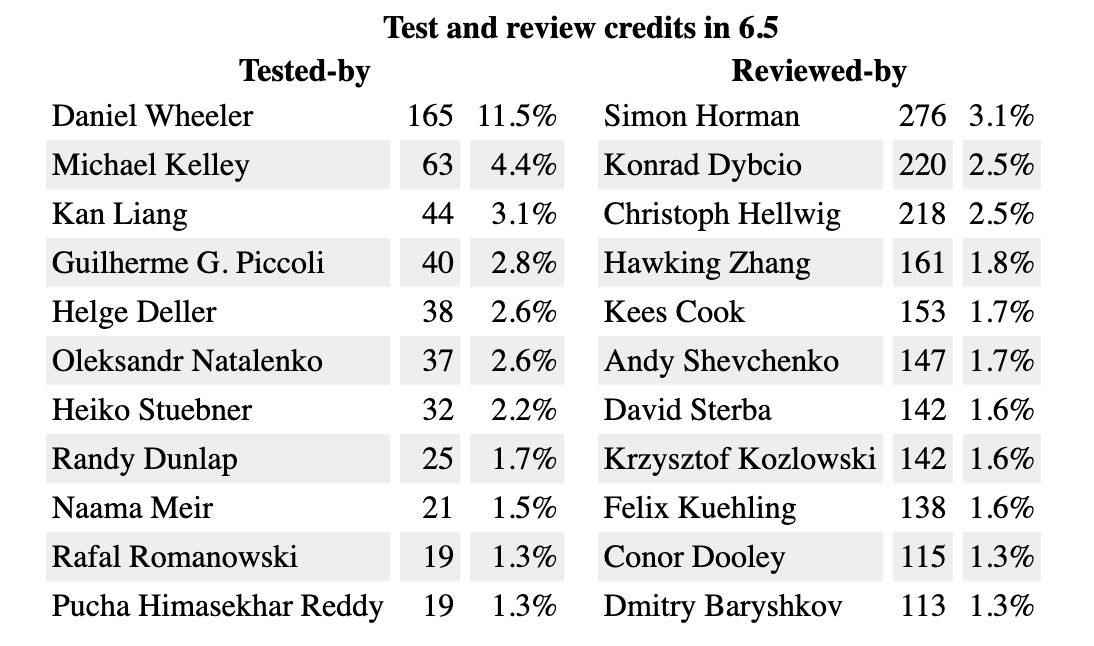 Test and review credits in 6.5
Tested-by Reviewed-by
Daniel Wheeler 165 11.5% Simon Horman 276 3.1%
Michael Kelley 63 4.4% Konrad Dybcio 220 2.5%
Kan Liang 44 3.1% Christoph Hellwig 218 2.5%
Guilherme G. Piccoli 40 2.8% Hawking Zhang 161 1.8%
Helge Deller 38 2.6% Kees Cook 153 1.7%
Oleksandr Natalenko 37 2.6% Andy Shevchenko 147 1.7%
Heiko Stuebner 32 2.2% David Sterba 142 1.6%
Randy Dunlap 25 1.7% Krzysztof Kozlowski 142 1.6%
Naama Meir 21 1.5% Felix Kuehling 138 1.6%
Rafal Romanowski 19 1.3% Conor Dooley 115 1.3%
Pucha Himasekhar Reddy 19 1.3% Dmitry Baryshkov 113 1.3%